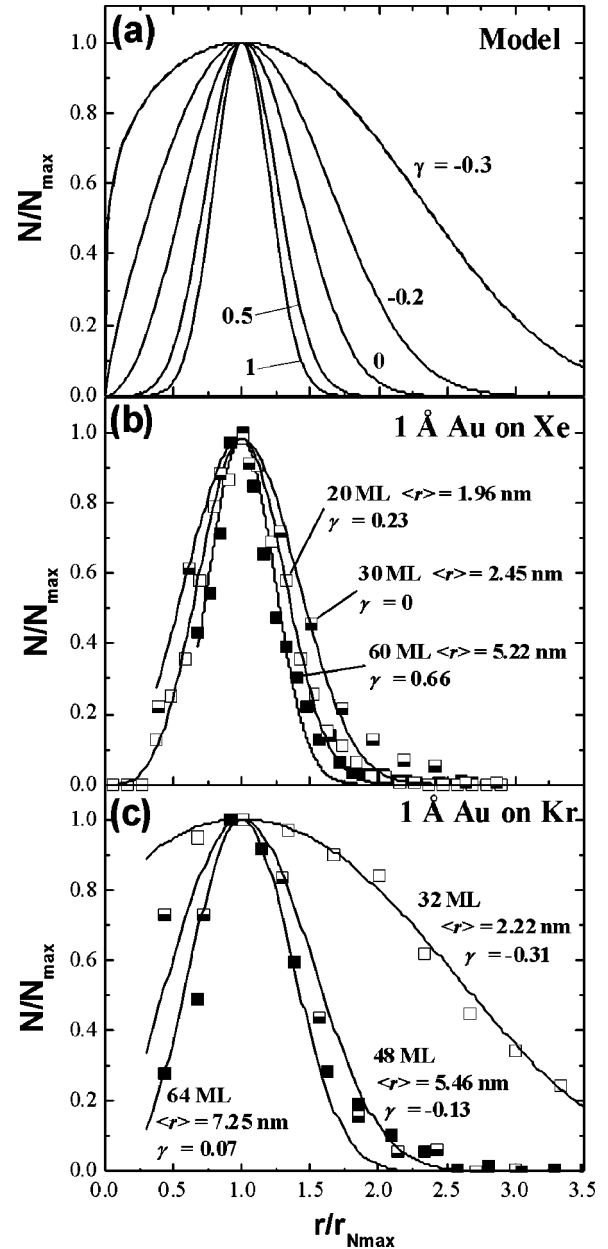 (a)
Model
1.0
0.8
0.6
0.4
0.2
0.0
N/Nmax
γ = -0.3
-0.2
0
0.5
1
(b)
1 Å Au on Xe
1.0
0.8
0.6
0.4
0.2
0.0
N/Nmax
20 ML <r> = 1.96 nm
γ = 0.23
30 ML <r> = 2.45 nm
γ = 0
60 ML <r> = 5.22 nm
γ = 0.66
(c)
1 Å Au on Kr
1.0
0.8
0.6
0.4
0.2
0.0
N/Nmax
32 ML
<r> = 2.22 nm
γ = -0.31
48 ML
<r> = 5.46 nm
γ = -0.13
64 ML
<r> = 7.25 nm
γ = 0.07
0.0 0.5 1.0 1.5 2.0 2.5 3.0 3.5
r/rNmax